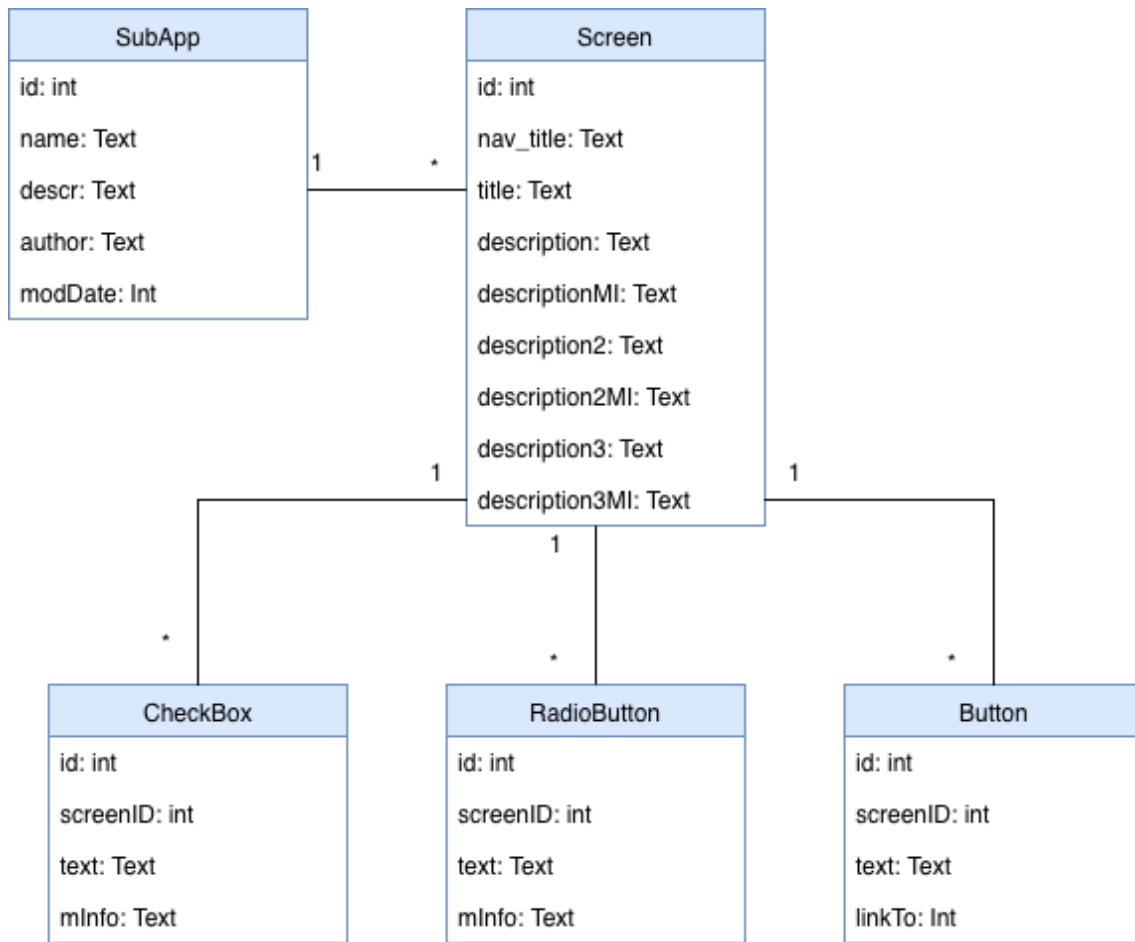 SubApp
id: int
name: Text
descr: Text
author: Text
modDate: Int
1
*
Screen
id: int
nav_title: Text
title: Text
description: Text
descriptionMI: Text
description2: Text
description2MI: Text
description3: Text
description3MI: Text
1
1
1
*
*
*
CheckBox
id: int
screenID: int
text: Text
mInfo: Text
RadioButton
id: int
screenID: int
text: Text
mInfo: Text
Button
id: int
screenID: int
text: Text
linkTo: Int